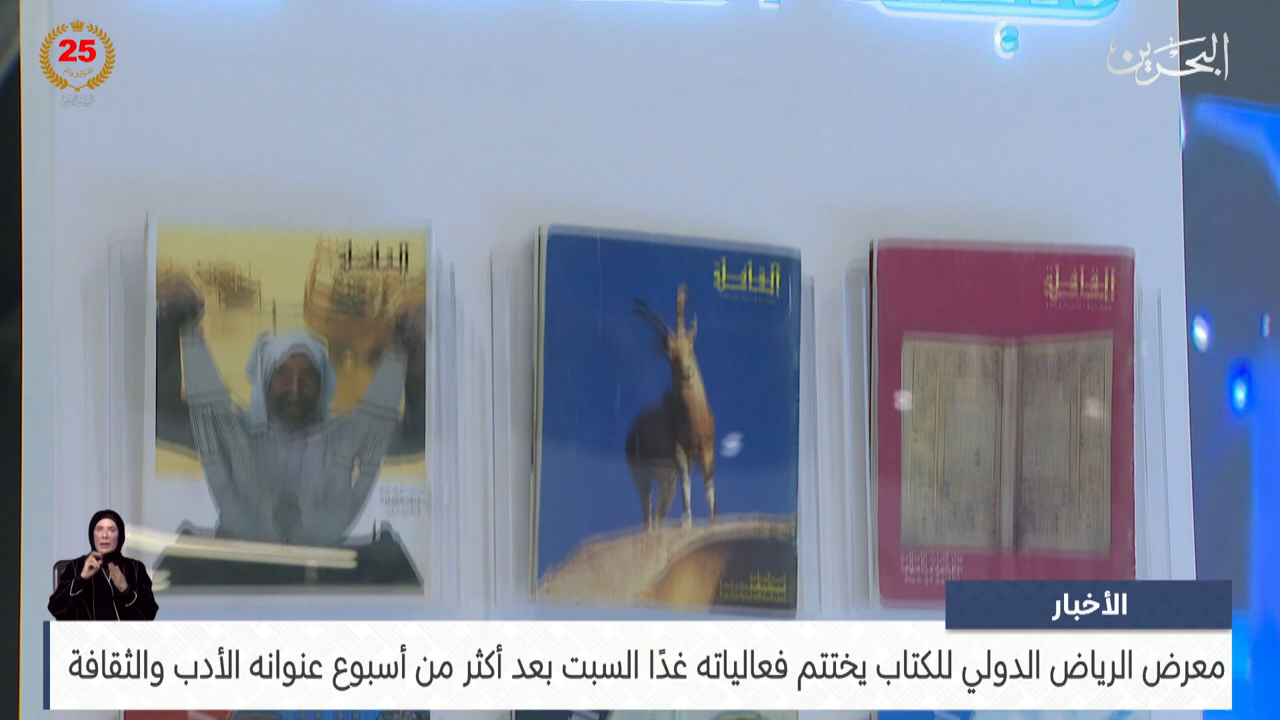 25
البحرين
القافلة
القافلة
القافلة
الأخبار
معرض الرياض الدولي للكتاب يختتم فعالياته غدًا السبت بعد أكثر من أسبوع عنوانه الأدب والثقافة